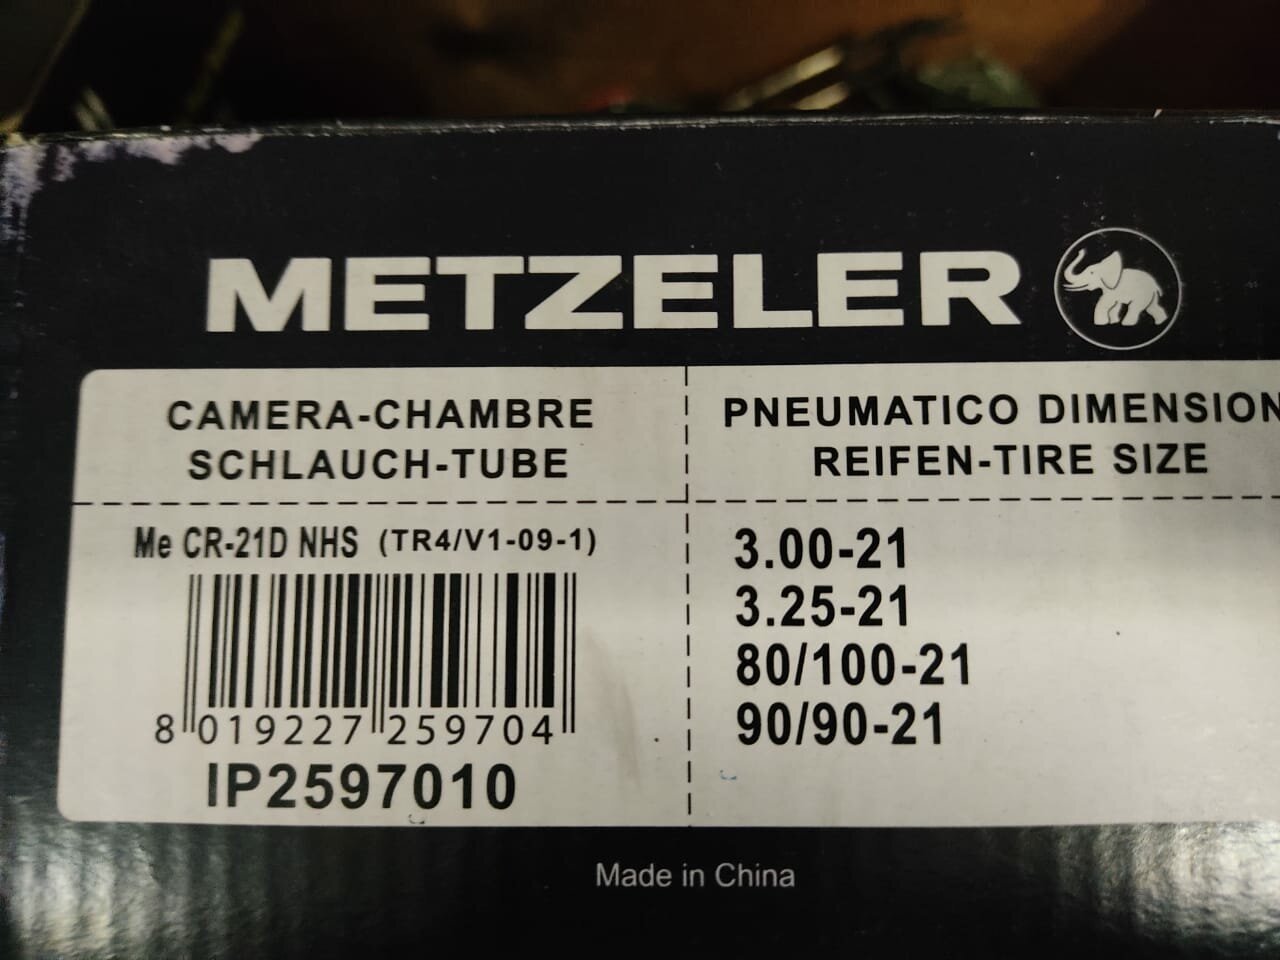 METZELER
CAMERA-CHAMBRE
SCHLAUCH-TUBE
PNEUMATICO DIMENSION
REIFEN-TIRE SIZE
Me CR-21D NHS (TR4/V1-09-1)
8 019227 259704
IP2597010
3.00-21
3.25-21
80/100-21
90/90-21
Made in China